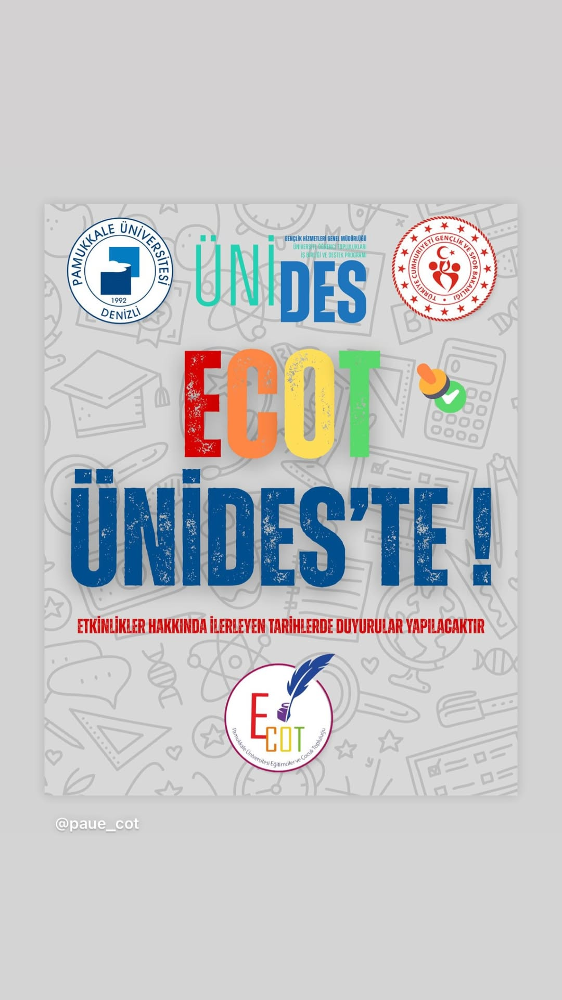 PAMUKKALE ÜNİVERSİTESİ
1992
DENİZLİ
ÜNİDES
GENÇLİK HİZMETLERİ GENEL MÜDÜRLÜĞÜ
ÜNİVERSİTE ÖĞRENCİ TOPLULUKLARI
İŞ BİRLİĞİ VE DESTEK PROGRAMI
TÜRKİYE CUMHURİYETİ GENÇLİK VE SPOR BAKANLIĞI
ECOT
ÜNİDES'TE !
ETKİNLİKLER HAKKINDA İLERLEYEN TARİHLERDE DUYURULAR YAPILACAKTIR
ECOT
Pamukkale Üniversitesi Eğitimciler ve Çocuk Topluluğu
@paue_cot